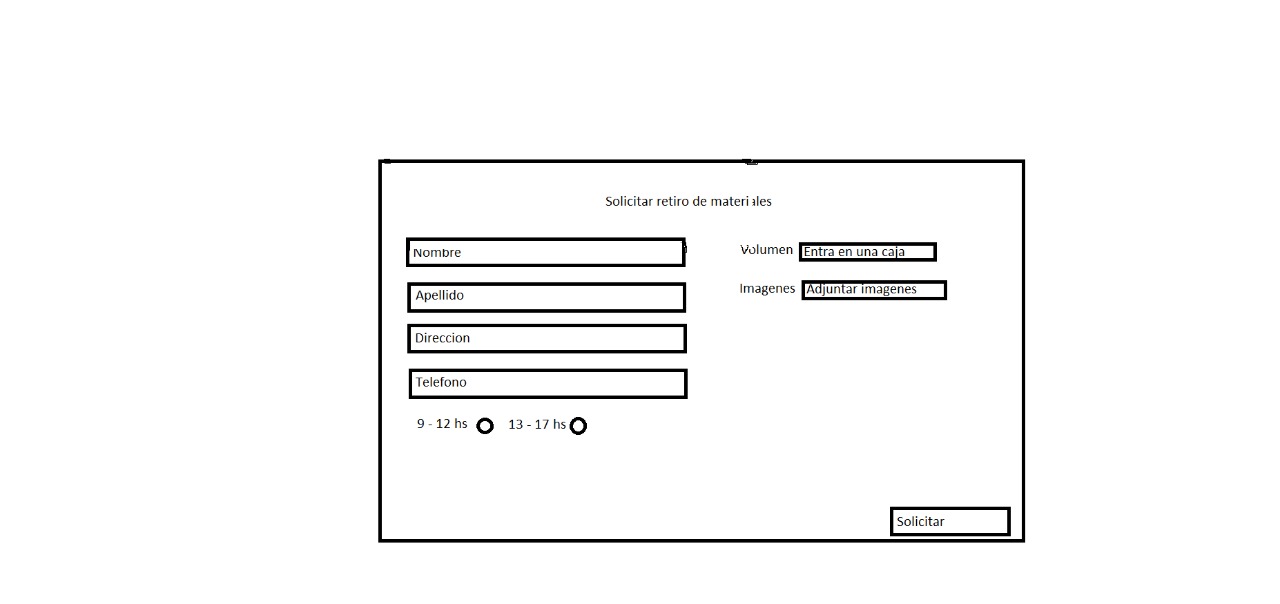 Solicitar retiro de materiales
Nombre
Apellido
Direccion
Telefono
9 - 12 hs 13 - 17 hs
Volumen Entra en una caja
Imagenes Adjuntar imagenes
Solicitar